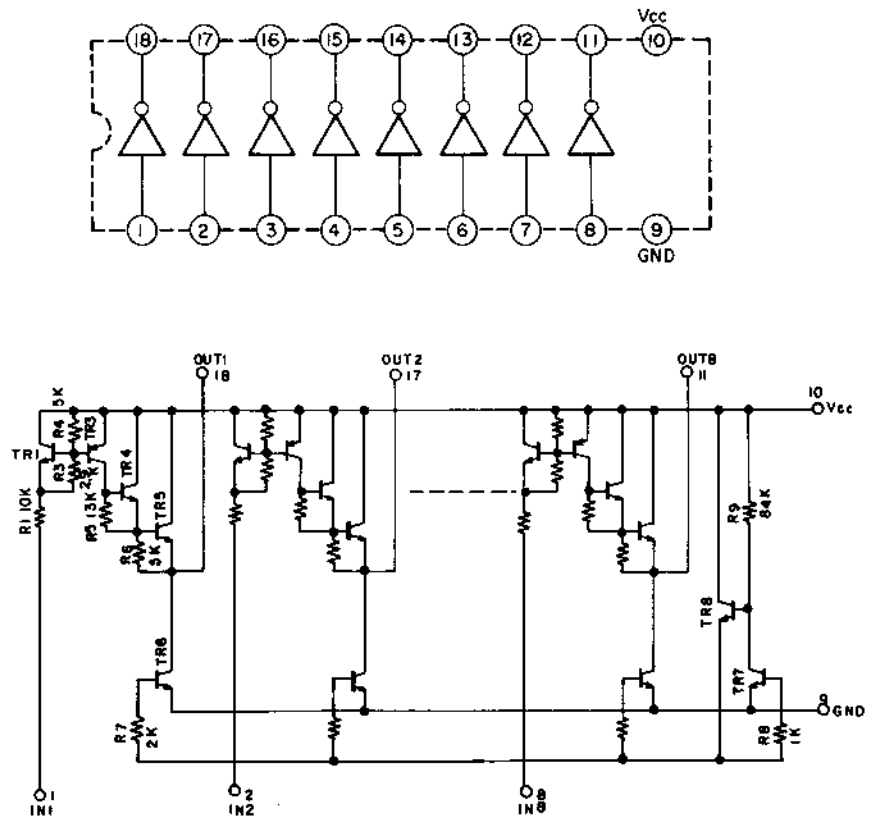 Vcc
18 17 16 15 14 13 12 11 10
1 2 3 4 5 6 7 8 9
GND
OUT1
18
OUT2
17
OUT8
11
10
Vcc
5K
R4
TR3
TR1
R3
2.9K
TR4
R1 10K
R5 13K
TR5
R6
5K
R9
84K
TR8
TR6
TR7
9
GND
R7
2K
R8
1K
1
IN1
2
IN2
8
IN8